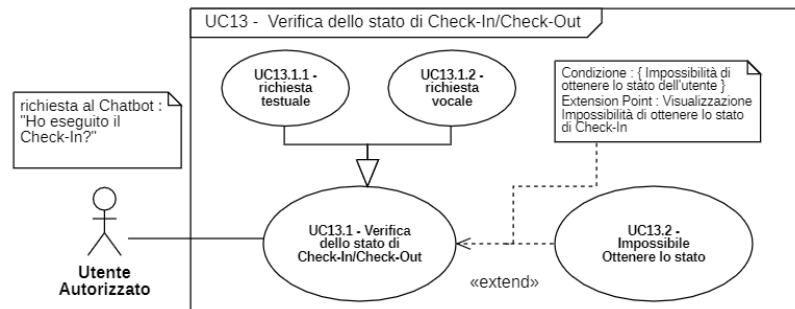 UC13 - Verifica dello stato di Check-In/Check-Out
UC13.1.1 -
richiesta
testuale
UC13.1.2 -
richiesta
vocale
Condizione : { Impossibilità di
ottenere lo stato dell'utente }
Extension Point : Visualizzazione
Impossibilità di ottenere lo stato
di Check-In
richiesta al Chatbot :
"Ho eseguito il
Check-In?"
UC13.1 - Verifica
dello stato di
Check-In/Check-Out
UC13.2 -
Impossibile
Ottenere lo stato
«extend»
Utente
Autorizzato